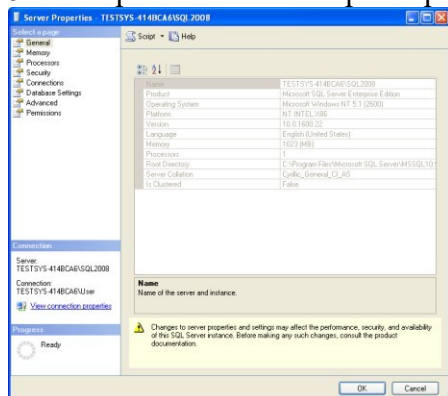 Server Properties - TESTSYS-414BCA6\SQL2008
Select a page
General
Memory
Processors
Security
Connections
Database Settings
Advanced
Permissions
Script
Help
Name TESTSYS-414BCA6\SQL2008
Product Microsoft SQL Server Enterprise Edition
Operating System Microsoft Windows NT 5.1 (2600)
Platform NT INTEL X86
Version 10.0.1600.22
Language English (United States)
Memory 1023 (MB)
Processors 1
Root Directory C:\Program Files\Microsoft SQL Server\MSSQL10.
Server Collation Cyrillic_General_CI_AS
Is Clustered False
Connection
Server:
TESTSYS-414BCA6\SQL2008
Connection:
TESTSYS-414BCA6\User
View connection properties
Name
Name of the server and instance.
Progress
Ready
Changes to server properties and settings may affect the performance, security, and availability
of this SQL Server instance. Before making any such changes, consult the product
documentation.
OK
Cancel